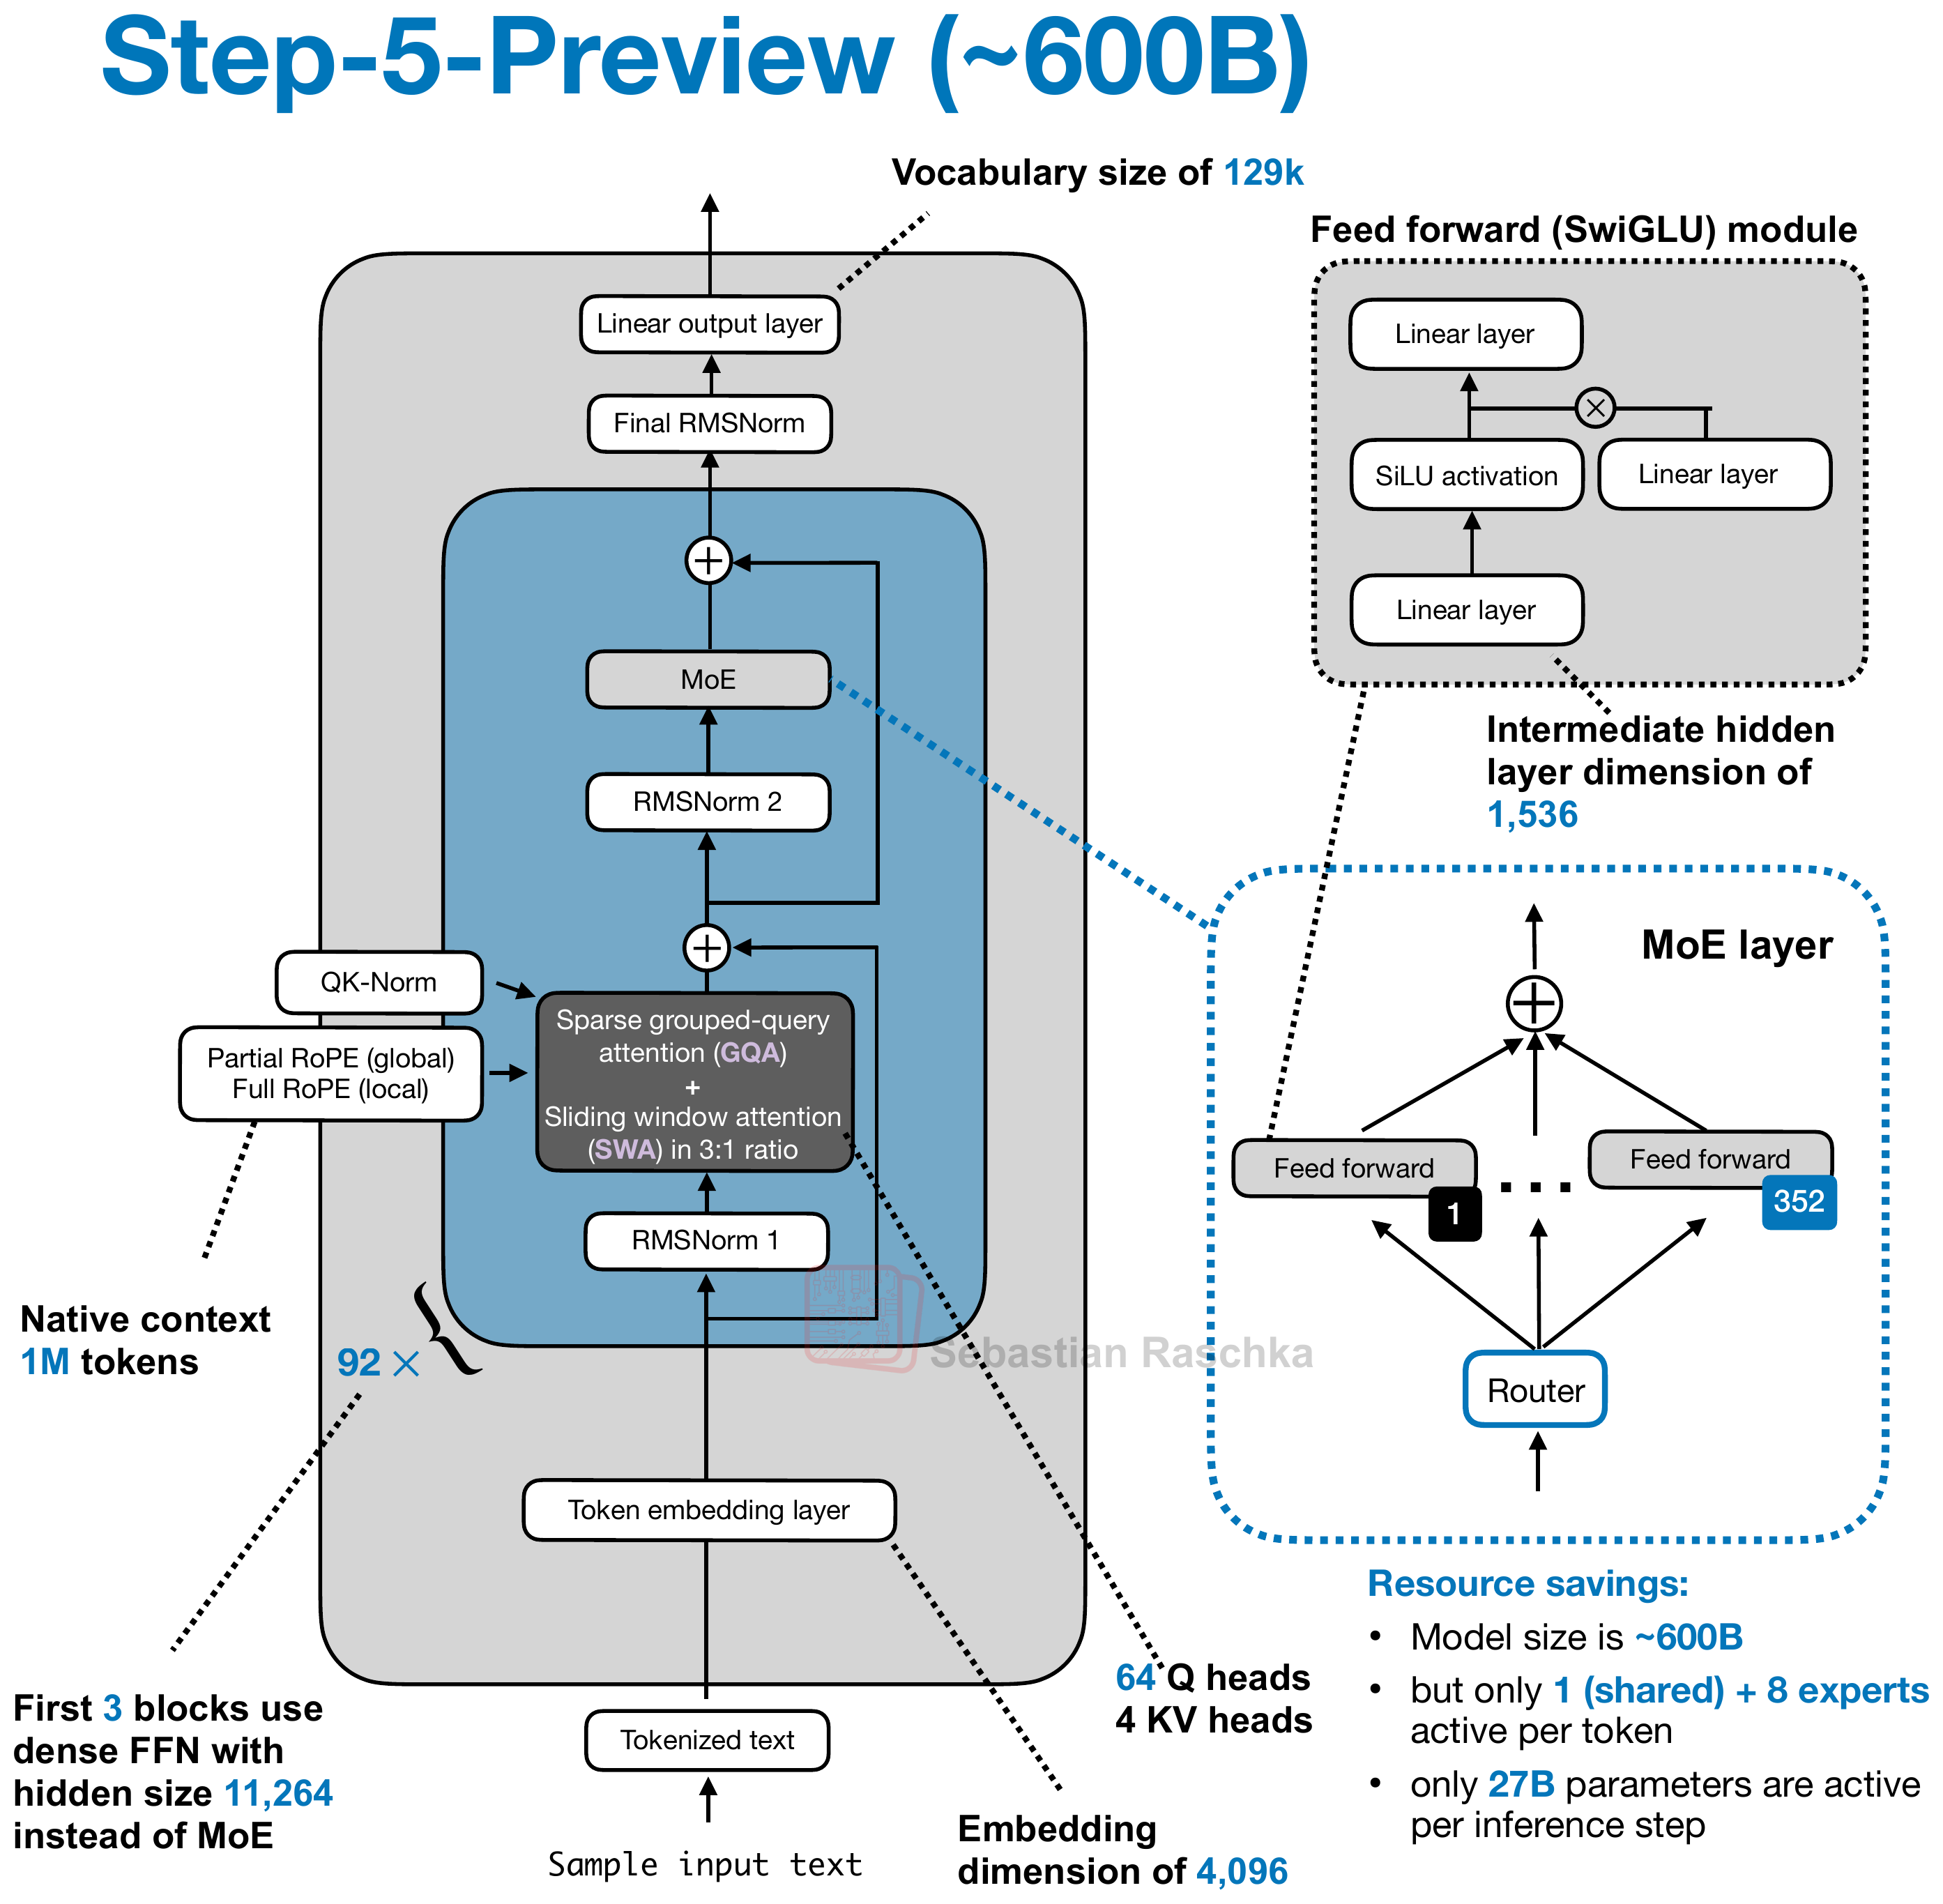 Step-5-Preview (~600B)
Vocabulary size of 129k
Feed forward (SwiGLU) module
Linear output layer
Final RMSNorm
MoE
RMSNorm 2
QK-Norm
Partial RoPE (global)
Full RoPE (local)
Sparse grouped-query
attention (GQA)
+
Sliding window attention
(SWA) in 3:1 ratio
RMSNorm 1
Native context
1M tokens
92 ×
Token embedding layer
First 3 blocks use
dense FFN with
hidden size 11,264
instead of MoE
Tokenized text
Sample input text
Embedding
dimension of 4,096
64 Q heads
4 KV heads
Sebastian Raschka
Linear layer
SiLU activation
Linear layer
Linear layer
Intermediate hidden
layer dimension of
1,536
MoE layer
Feed forward
1
...
Feed forward
352
Router
Resource savings:
• Model size is ~600B
• but only 1 (shared) + 8 experts
active per token
• only 27B parameters are active
per inference step